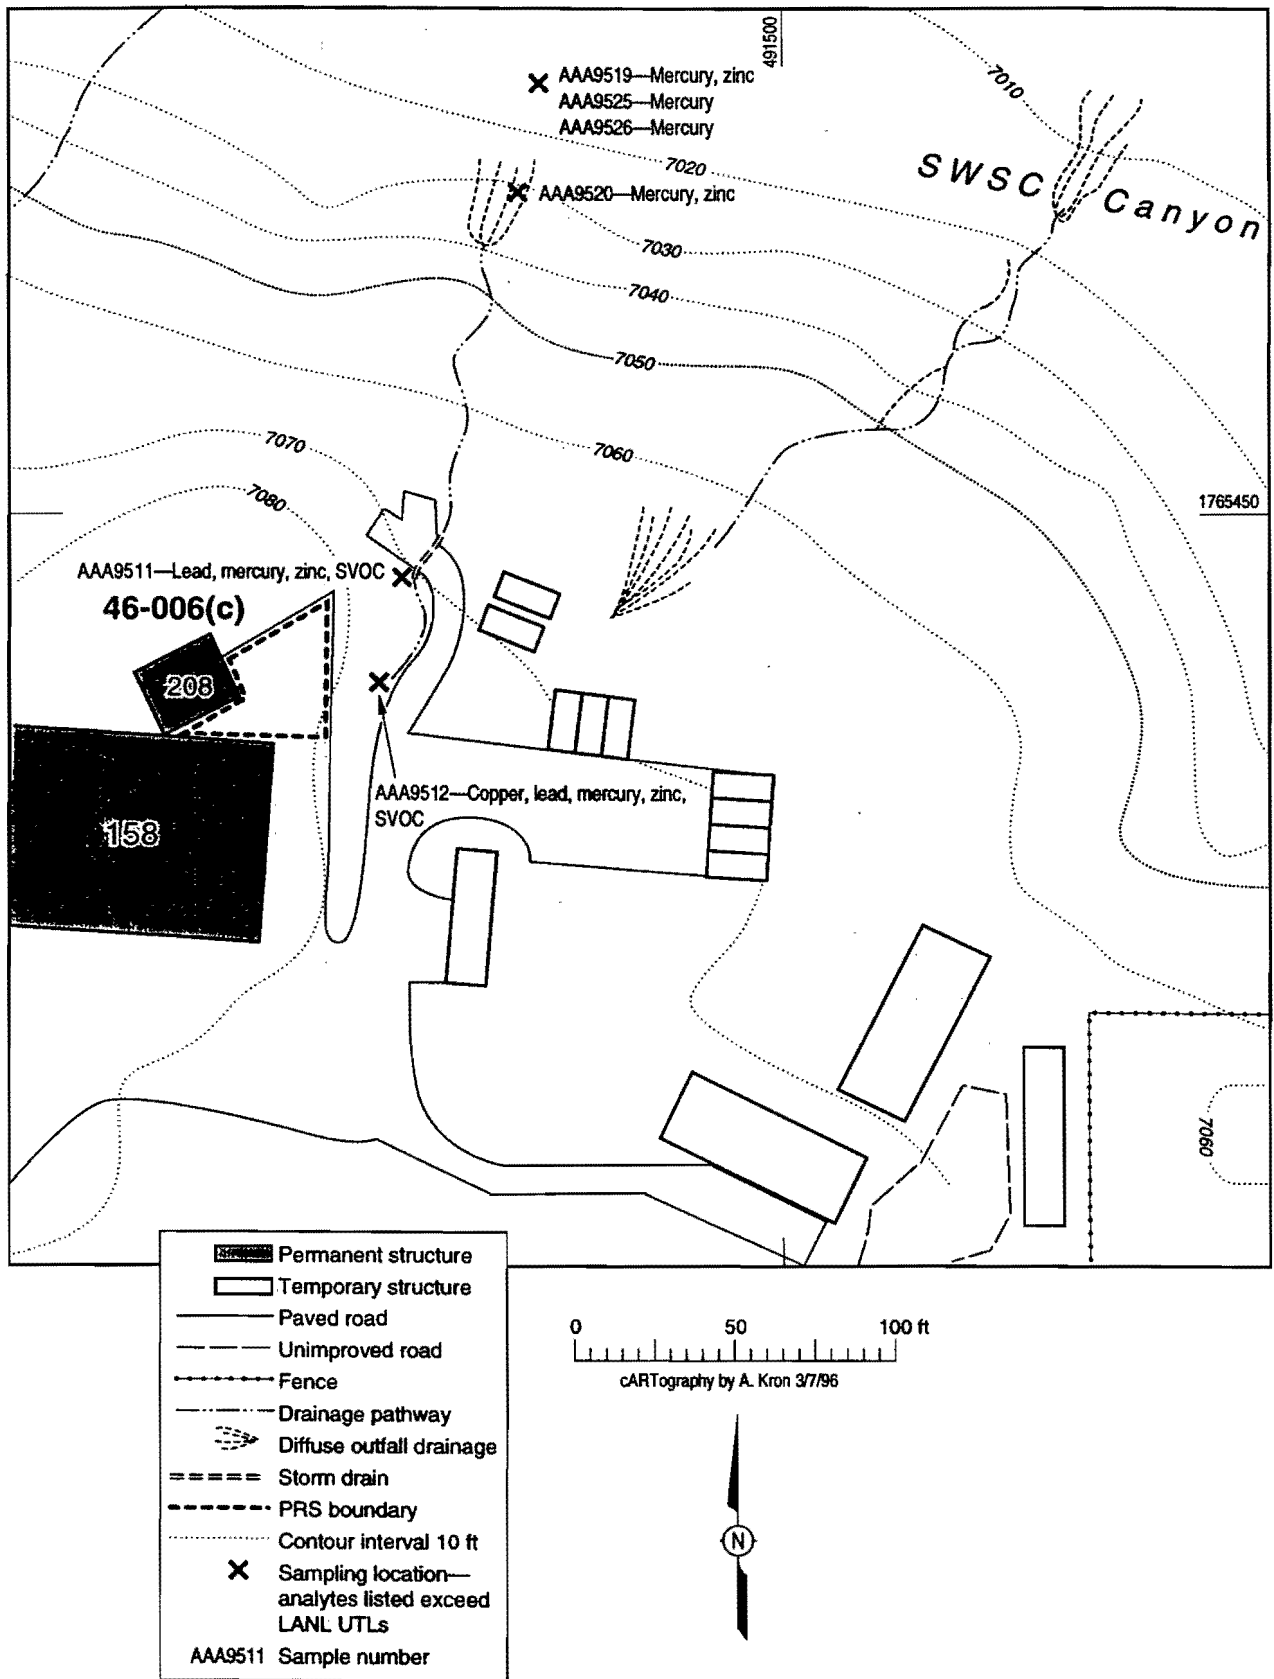 491500
AAA9519—Mercury, zinc
AAA9525—Mercury
AAA9526—Mercury
7010
7020
SWSC Canyon
AAA9520—Mercury, zinc
7030
7040
7050
7060
7070
7080
1765450
AAA9511—Lead, mercury, zinc, SVOC
46-006(c)
208
158
AAA9512—Copper, lead, mercury, zinc,
SVOC
7060
Permanent structure
Temporary structure
Paved road
Unimproved road
Fence
Drainage pathway
Diffuse outfall drainage
Storm drain
PRS boundary
Contour interval 10 ft
Sampling location—
analytes listed exceed
LANL UTLs
AAA9511 Sample number
0 50 100 ft
cARTography by A. Kron 3/7/96
N